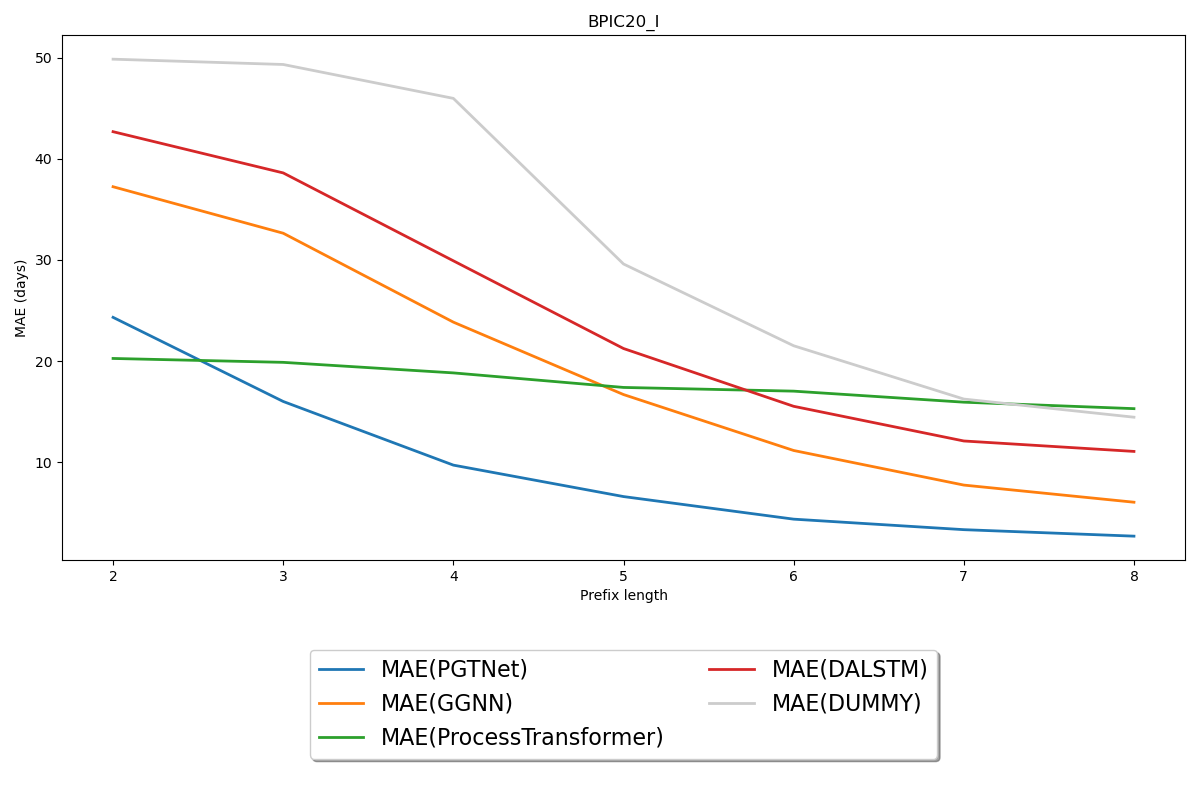 BPIC20_I
50
40
30
20
10
MAE (days)
2 3 4 5 6 7 8
Prefix length
MAE(PGTNet)
MAE(GGNN)
MAE(ProcessTransformer)
MAE(DALSTM)
MAE(DUMMY)